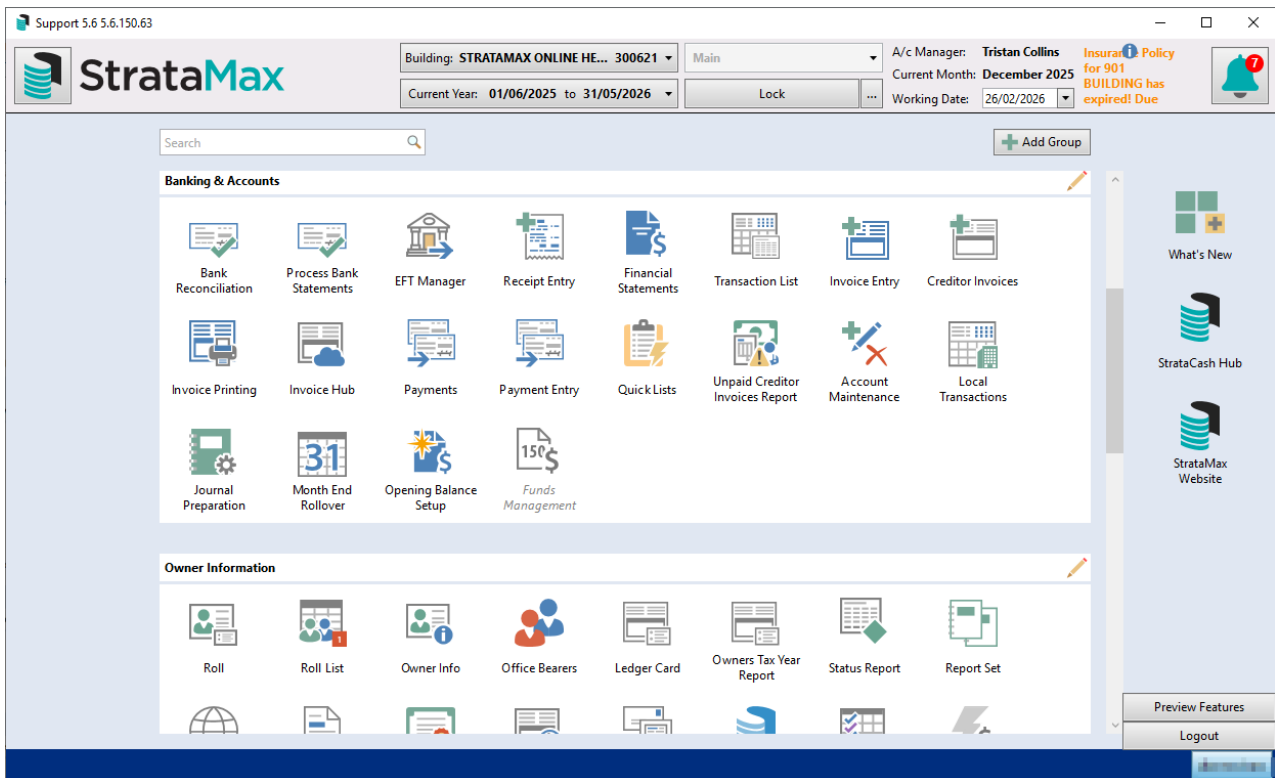 Support 5.6 5.6.150.63
StrataMax
Building: STRATAMAX ONLINE HE... 300621
Main
Current Year: 01/06/2025 to 31/05/2026
Lock
...
A/c Manager: Tristan Collins
Current Month: December 2025
Working Date: 26/02/2026
Policy
for 901
BUILDING has
expired! Due
7
Search
Add Group
Banking & Accounts
Bank
Reconciliation
Process Bank
Statements
EFT Manager
Receipt Entry
Financial
Statements
Transaction List
Invoice Entry
Creditor Invoices
Invoice Printing
Invoice Hub
Payments
Payment Entry
Quick Lists
Unpaid Creditor
Invoices Report
Account
Maintenance
Local
Transactions
31
Journal
Preparation
Month End
Rollover
Opening Balance
Setup
Funds
Management
What's New
StrataCash Hub
StrataMax
Website
Owner Information
1
Roll
Roll List
Owner Info
Office Bearers
Ledger Card
Owners Tax Year
Report
Status Report
Report Set
Preview Features
Logout